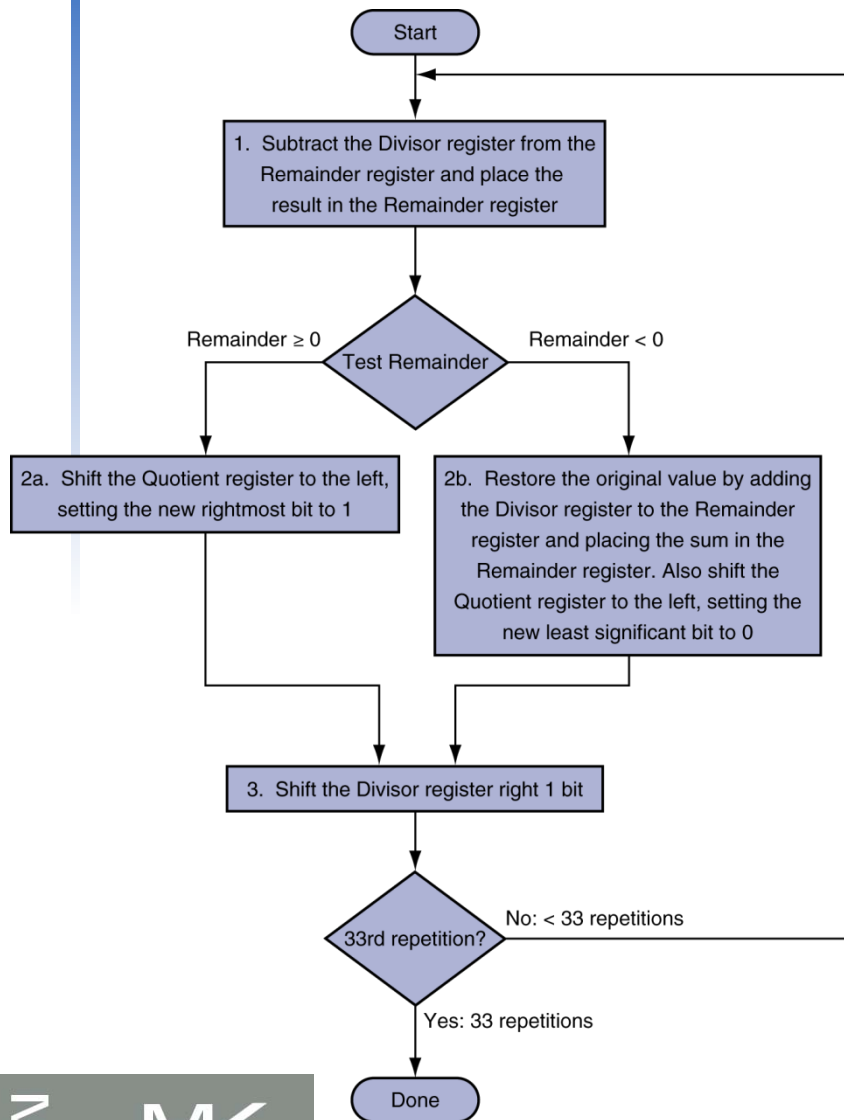 Start
1. Subtract the Divisor register from the
Remainder register and place the
result in the Remainder register
Remainder ≥ 0
Remainder < 0
Test Remainder
2a. Shift the Quotient register to the left,
setting the new rightmost bit to 1
2b. Restore the original value by adding
the Divisor register to the Remainder
register and placing the sum in the
Remainder register. Also shift the
Quotient register to the left, setting the
new least significant bit to 0
3. Shift the Divisor register right 1 bit
No: < 33 repetitions
33rd repetition?
Yes: 33 repetitions
Done